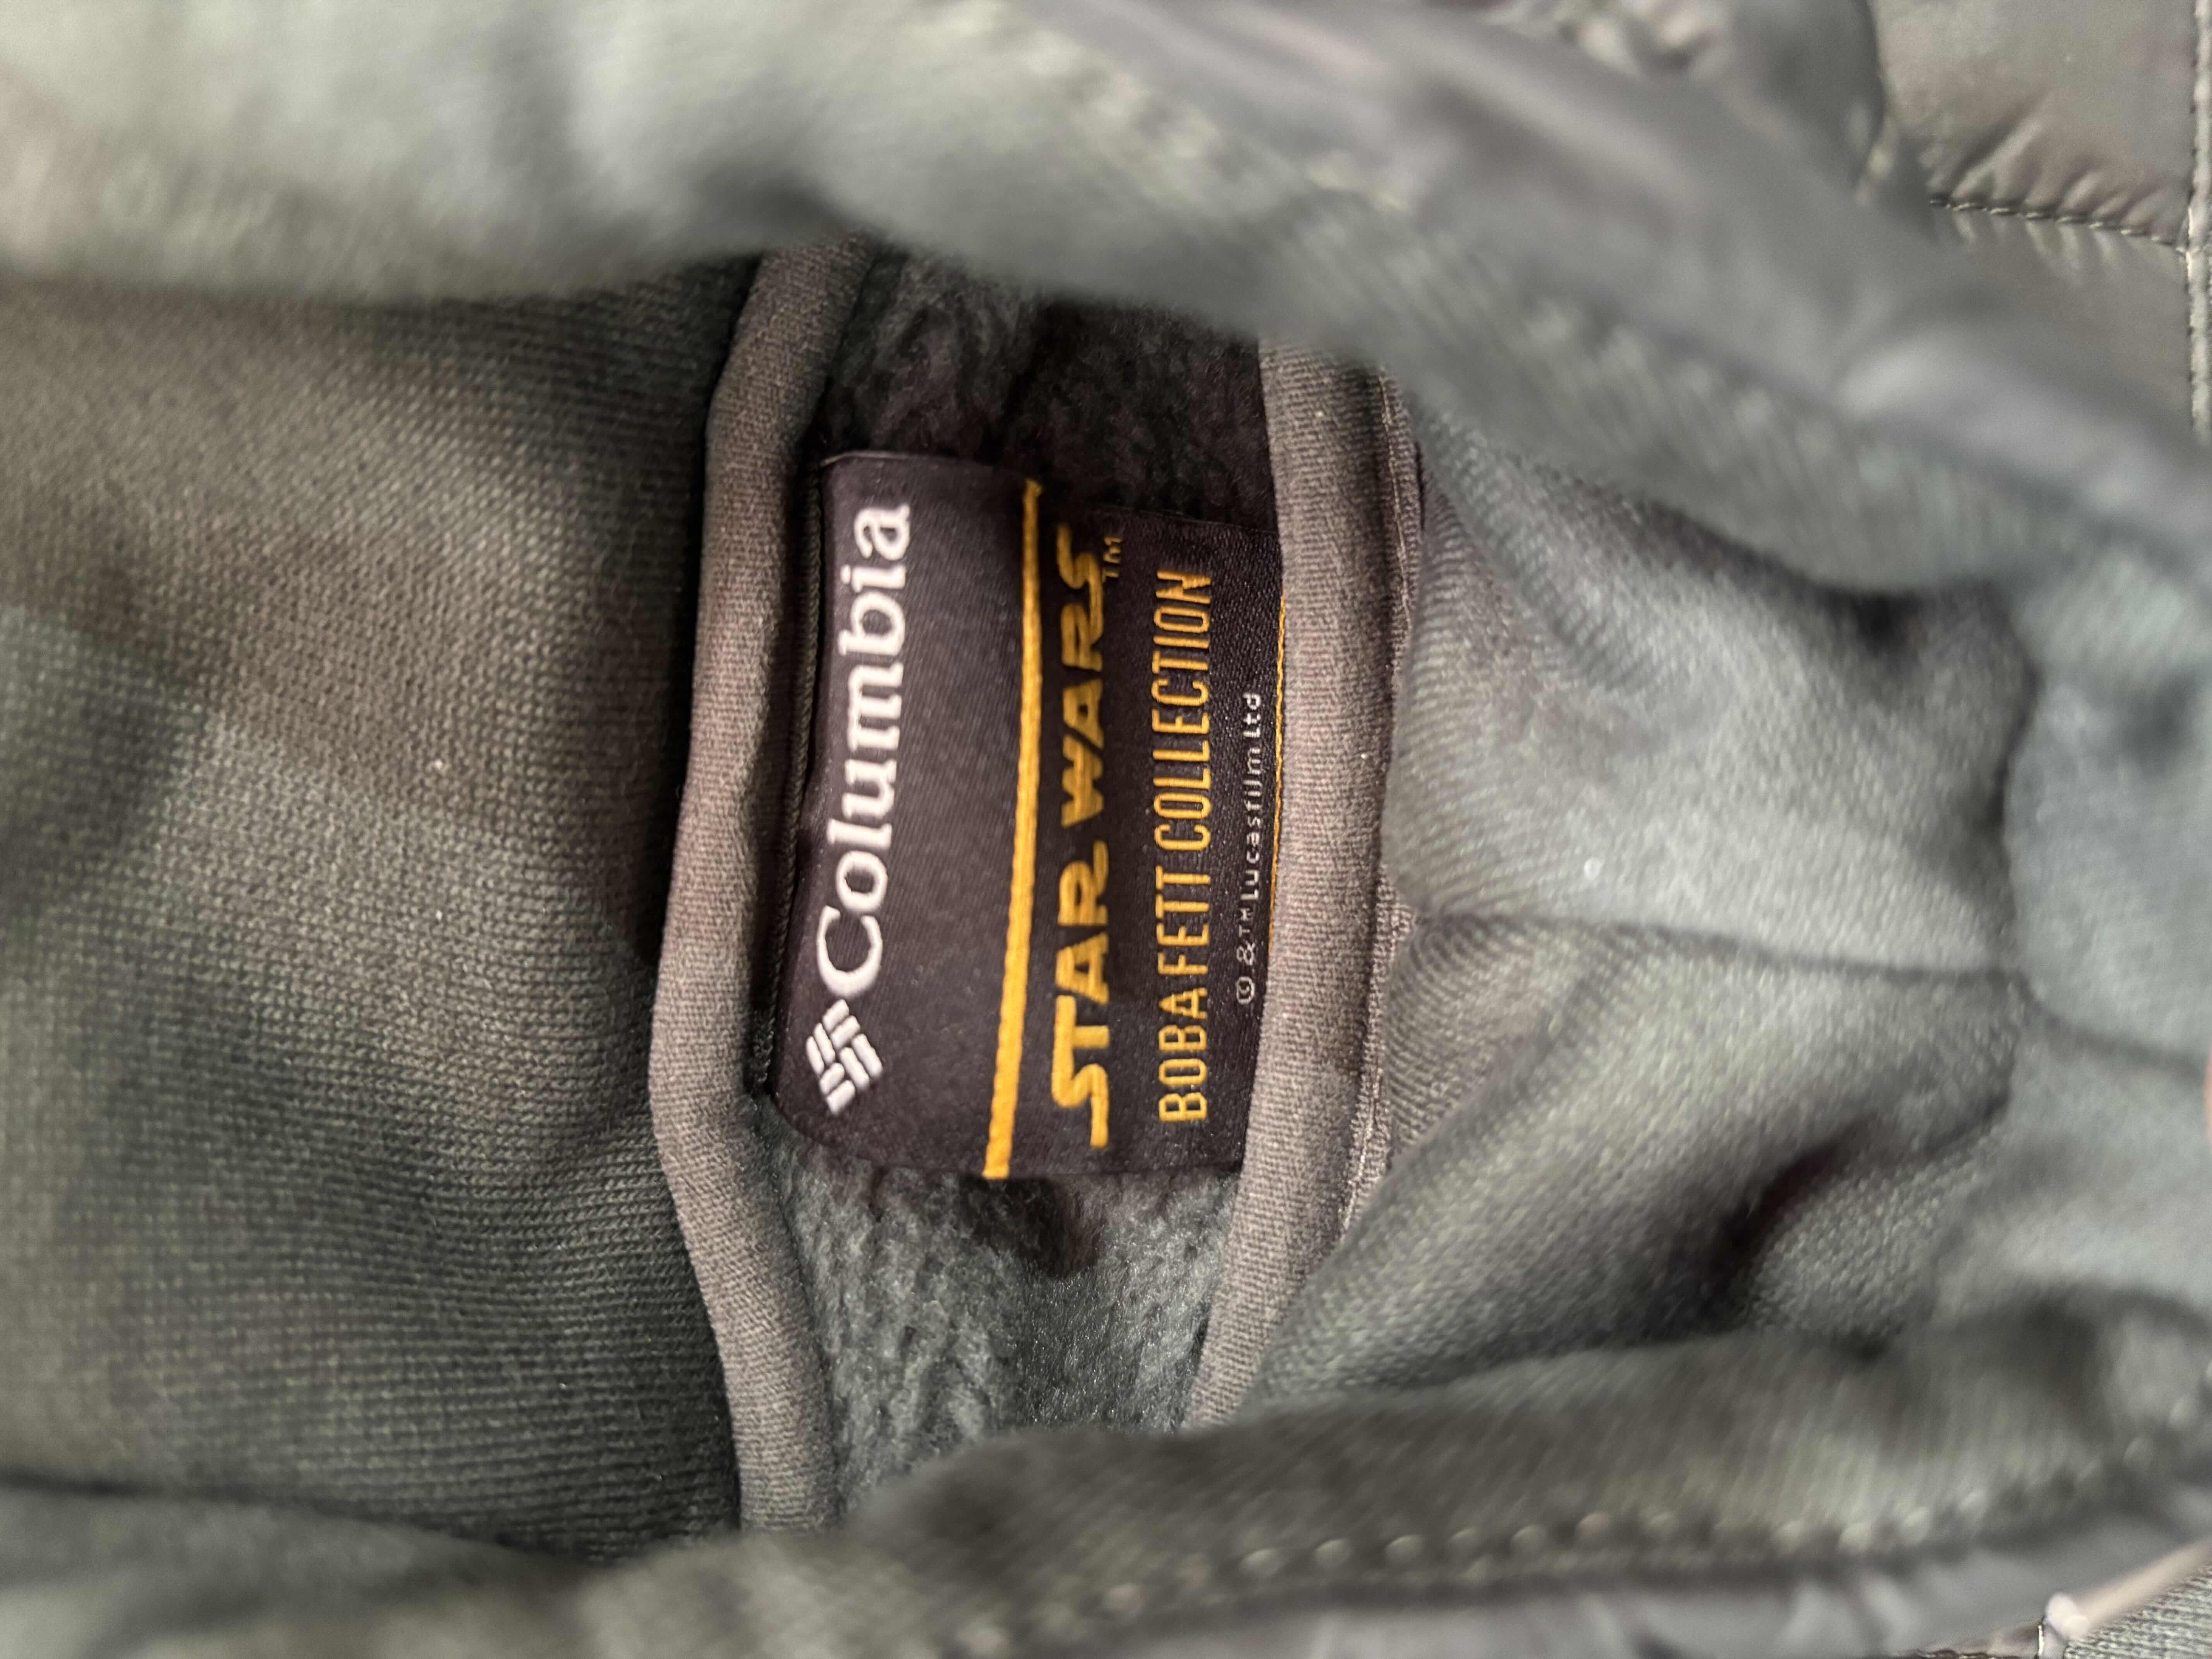 Columbia
STAR WARS™
BOBA FETT COLLECTION
© & ™ Lucasfilm Ltd